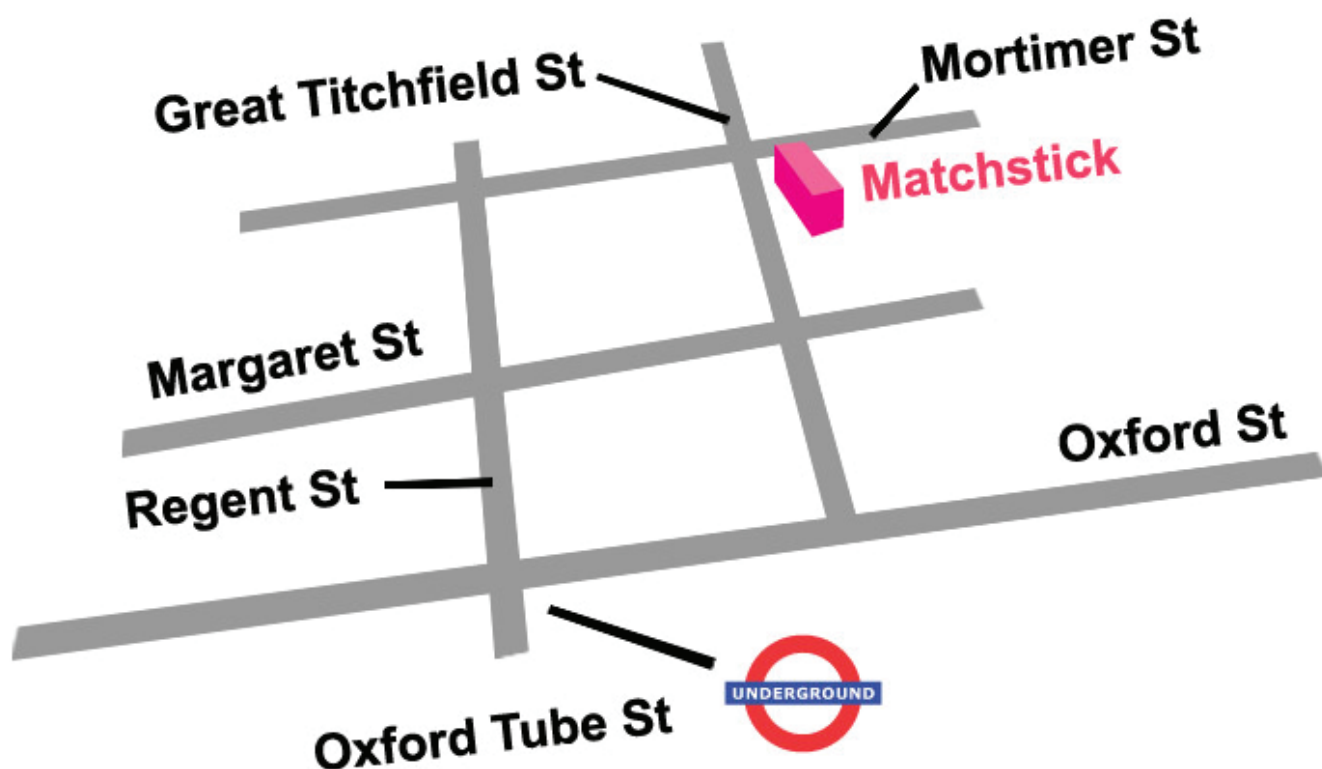 Great Titchfield St
Mortimer St
Matchstick
Margaret St
Oxford St
Regent St
UNDERGROUND
Oxford Tube St